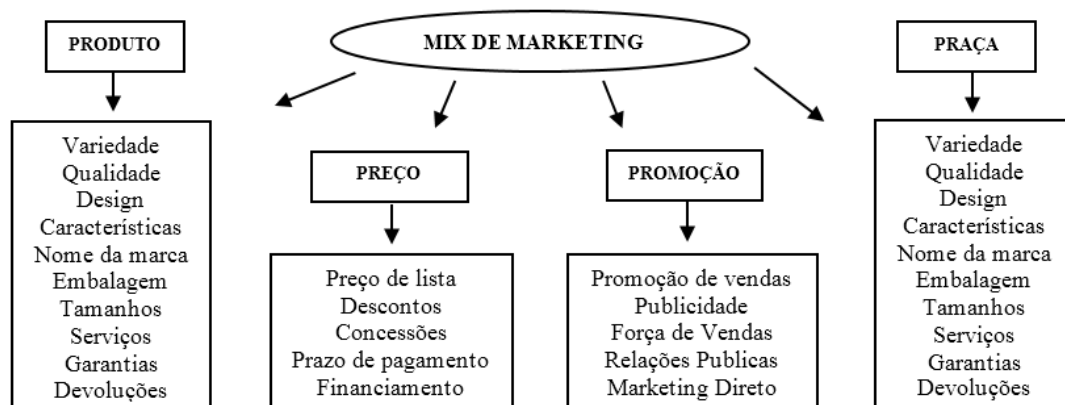 MIX DE MARKETING
PRODUTO
Variedade
Qualidade
Design
Características
Nome da marca
Embalagem
Tamanhos
Serviços
Garantias
Devoluções
PREÇO
Preço de lista
Descontos
Concessões
Prazo de pagamento
Financiamento
PROMOÇÃO
Promoção de vendas
Publicidade
Força de Vendas
Relações Publicas
Marketing Direto
PRAÇA
Variedade
Qualidade
Design
Características
Nome da marca
Embalagem
Tamanhos
Serviços
Garantias
Devoluções